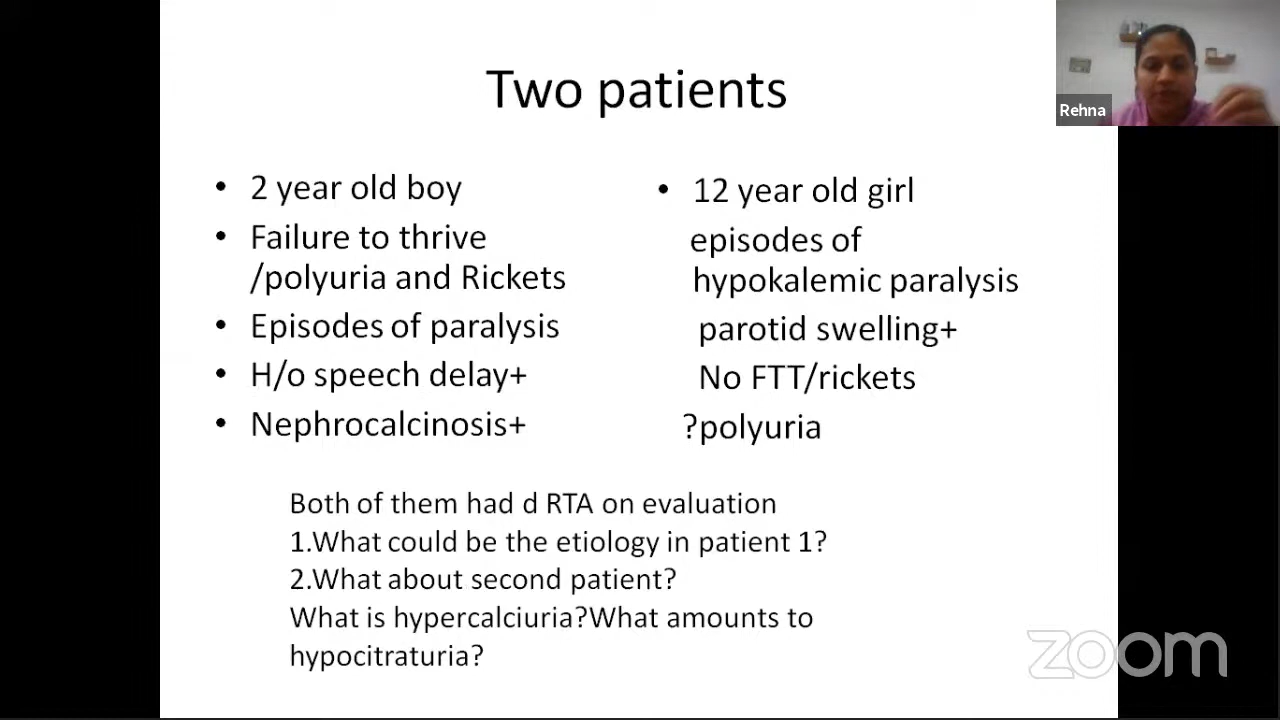 Two patients
• 2 year old boy
• Failure to thrive
/polyuria and Rickets
• Episodes of paralysis
• H/o speech delay+
• Nephrocalcinosis+
• 12 year old girl
episodes of
hypokalemic paralysis
parotid swelling+
No FTT/rickets
?polyuria
Both of them had d RTA on evaluation
1.What could be the etiology in patient 1?
2.What about second patient?
What is hypercalciuria?What amounts to
hypocitraturia?
Rehna
zoom